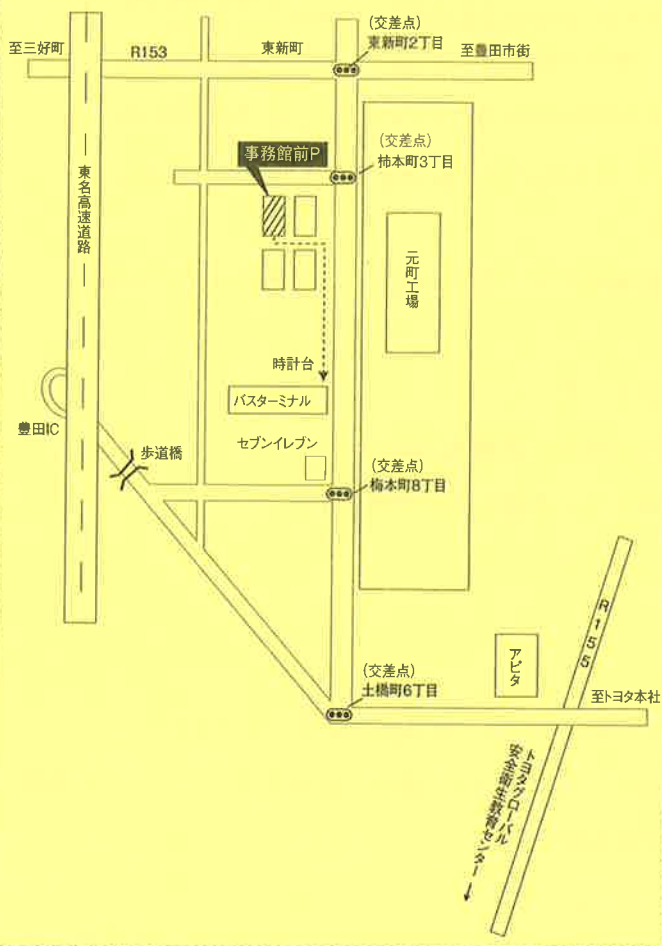 (交差点)
東新町2丁目
至三好町
R153
東新町
至豊田市街
事務館前P
(交差点)
柿本町3丁目
東名高速道路
元町工場
時計台
バスターミナル
豊田IC
歩道橋
セブンイレブン
(交差点)
梅本町8丁目
R155
アピタ
(交差点)
土橋町6丁目
至トヨタ本社
トヨタグローバル
安全衛生教育センター